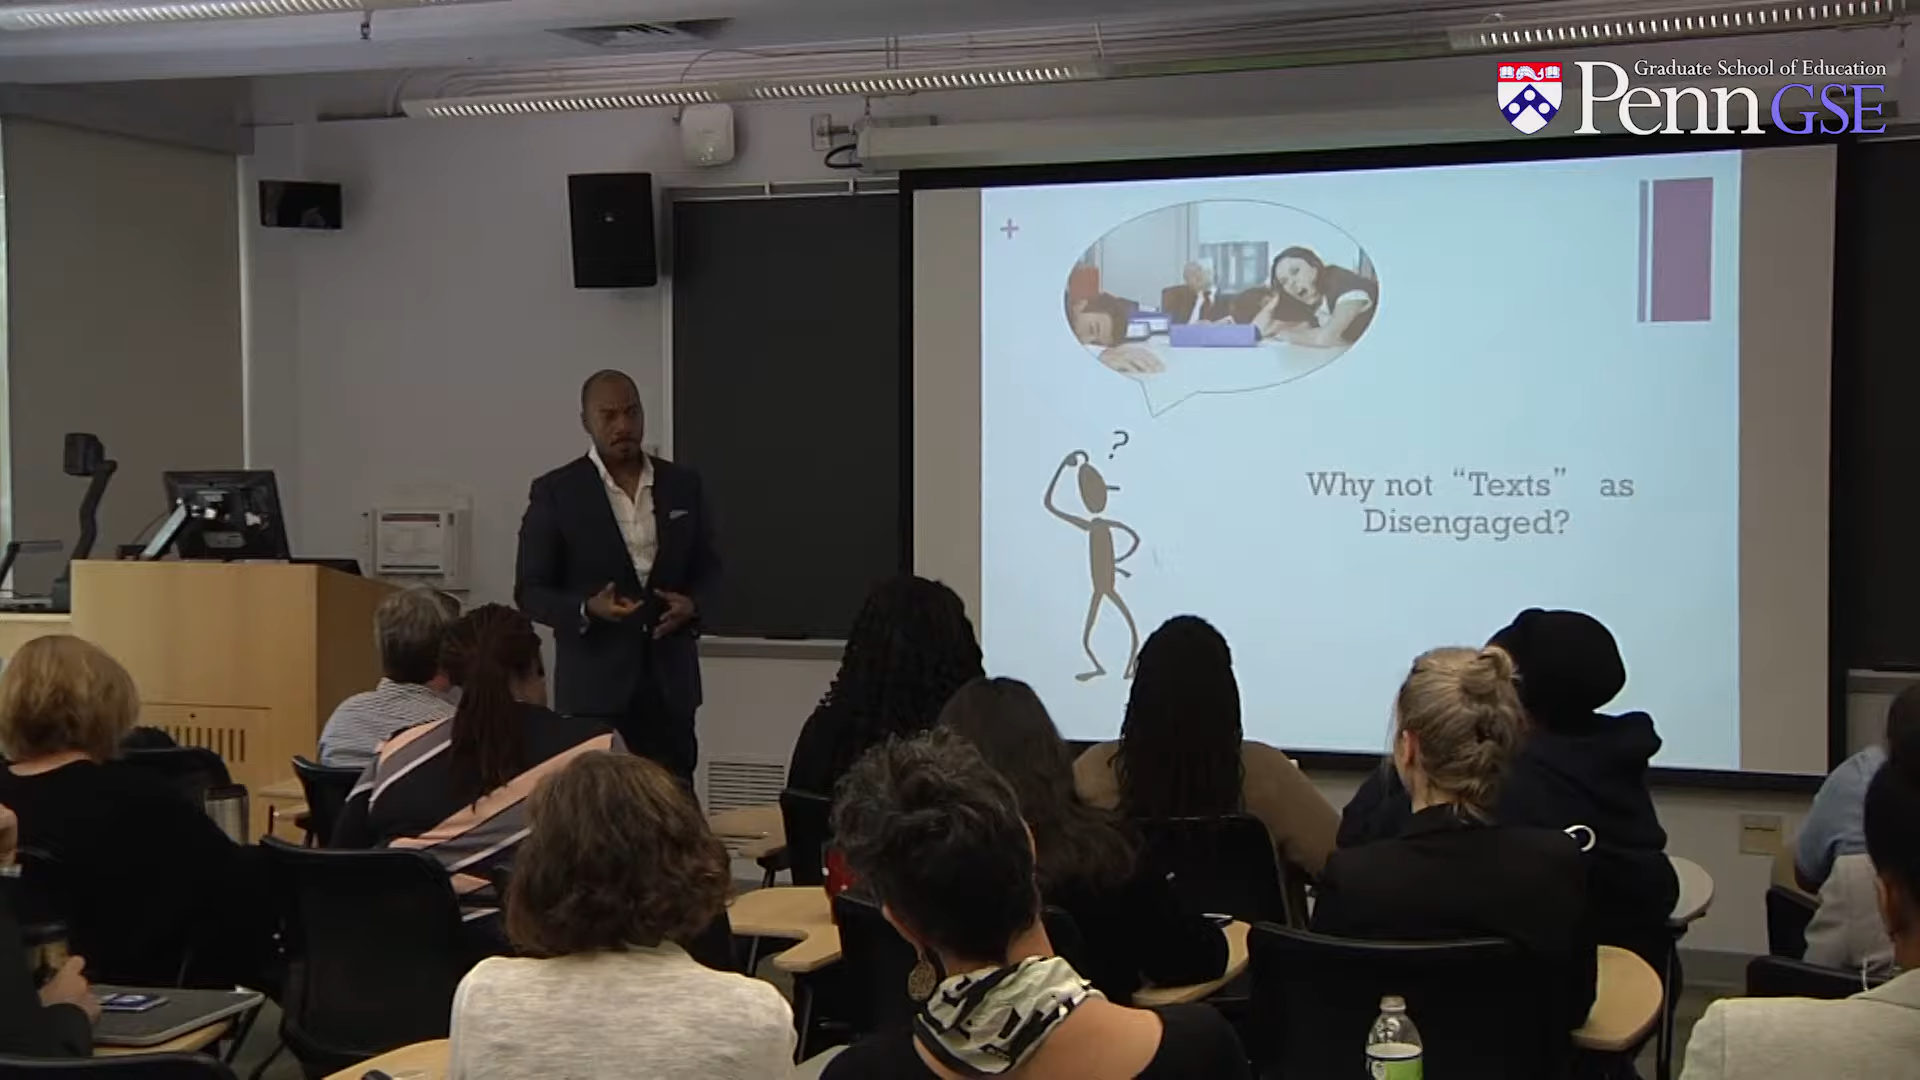 Graduate School of Education
Penn GSE
+
?
Why not “Texts” as
Disengaged?